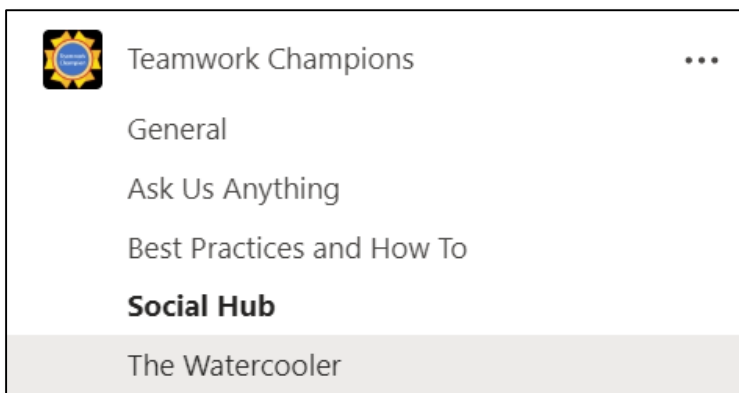 Teamwork Champions
General
Ask Us Anything
Best Practices and How To
Social Hub
The Watercooler